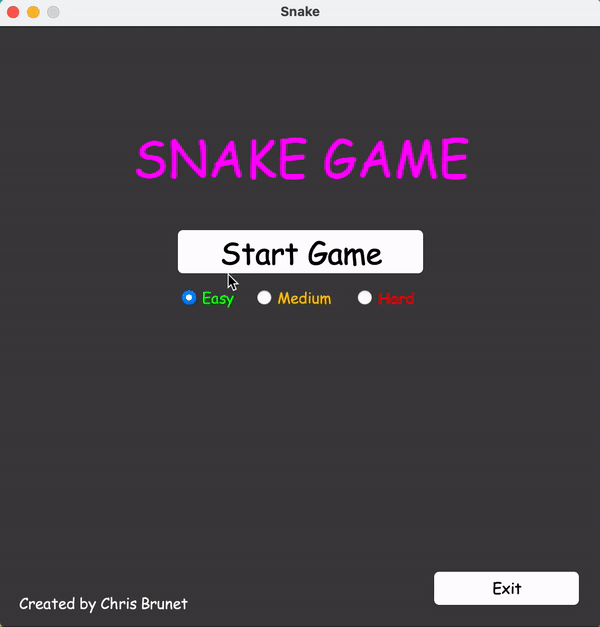 Snake
SNAKE GAME
Start Game
Easy Medium Hard
Exit
Created by Chris Brunet